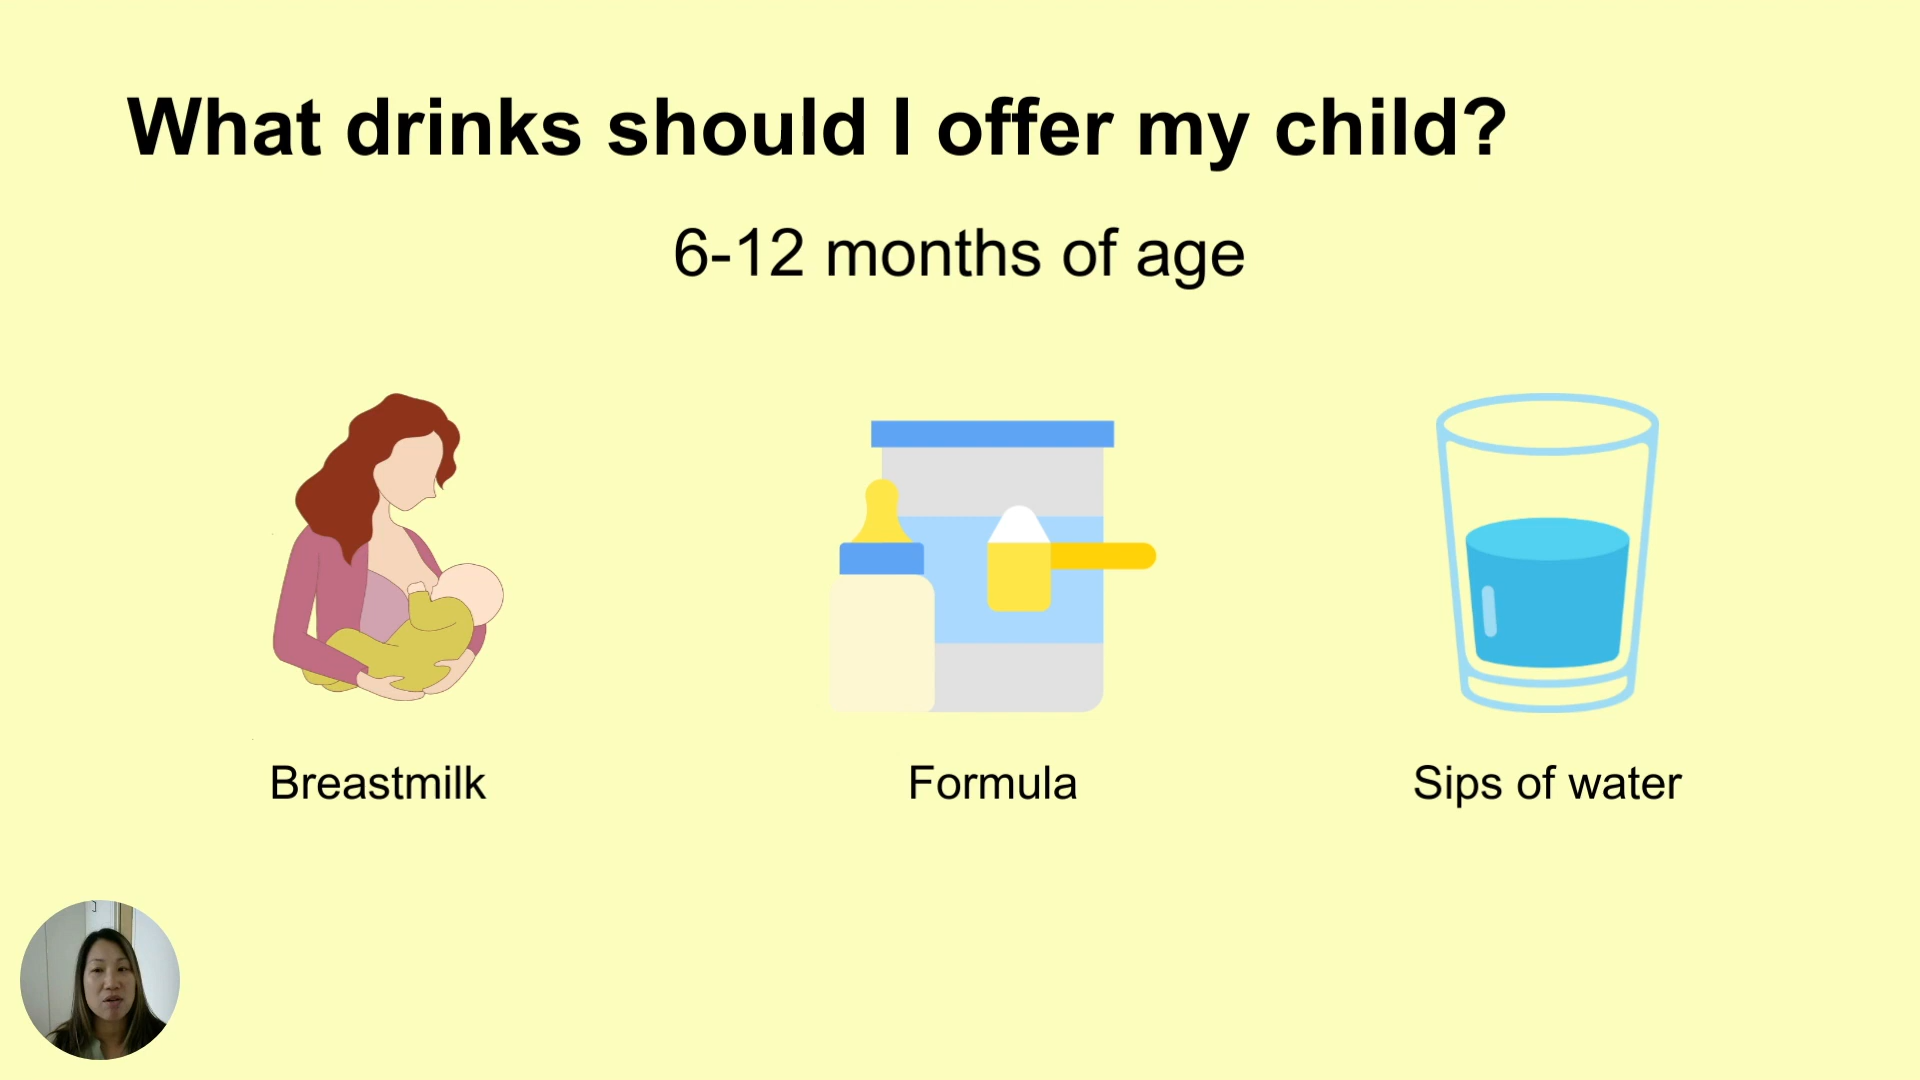 What drinks should I offer my child?
6-12 months of age
Breastmilk
Formula
Sips of water